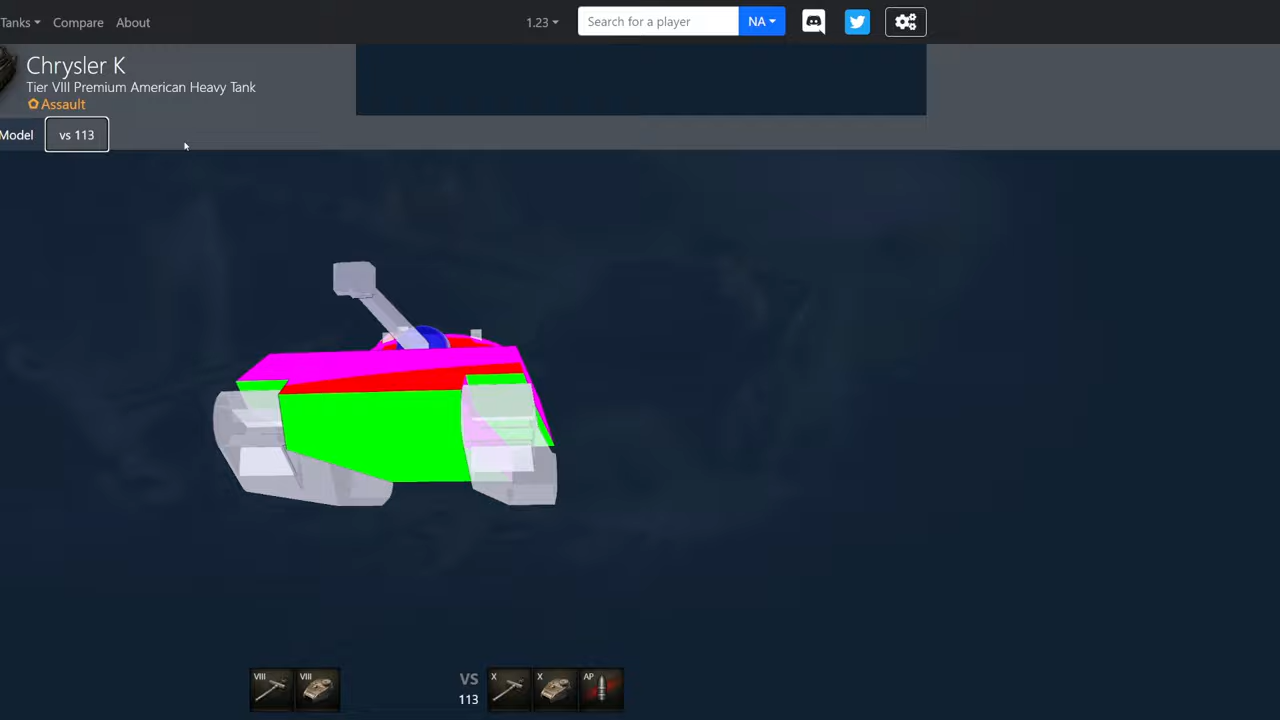 Tanks Compare About 1.23 Search for a player NA
Chrysler K
Tier VIII Premium American Heavy Tank
Assault
Model vs 113
VIII VIII VS X X AP
113